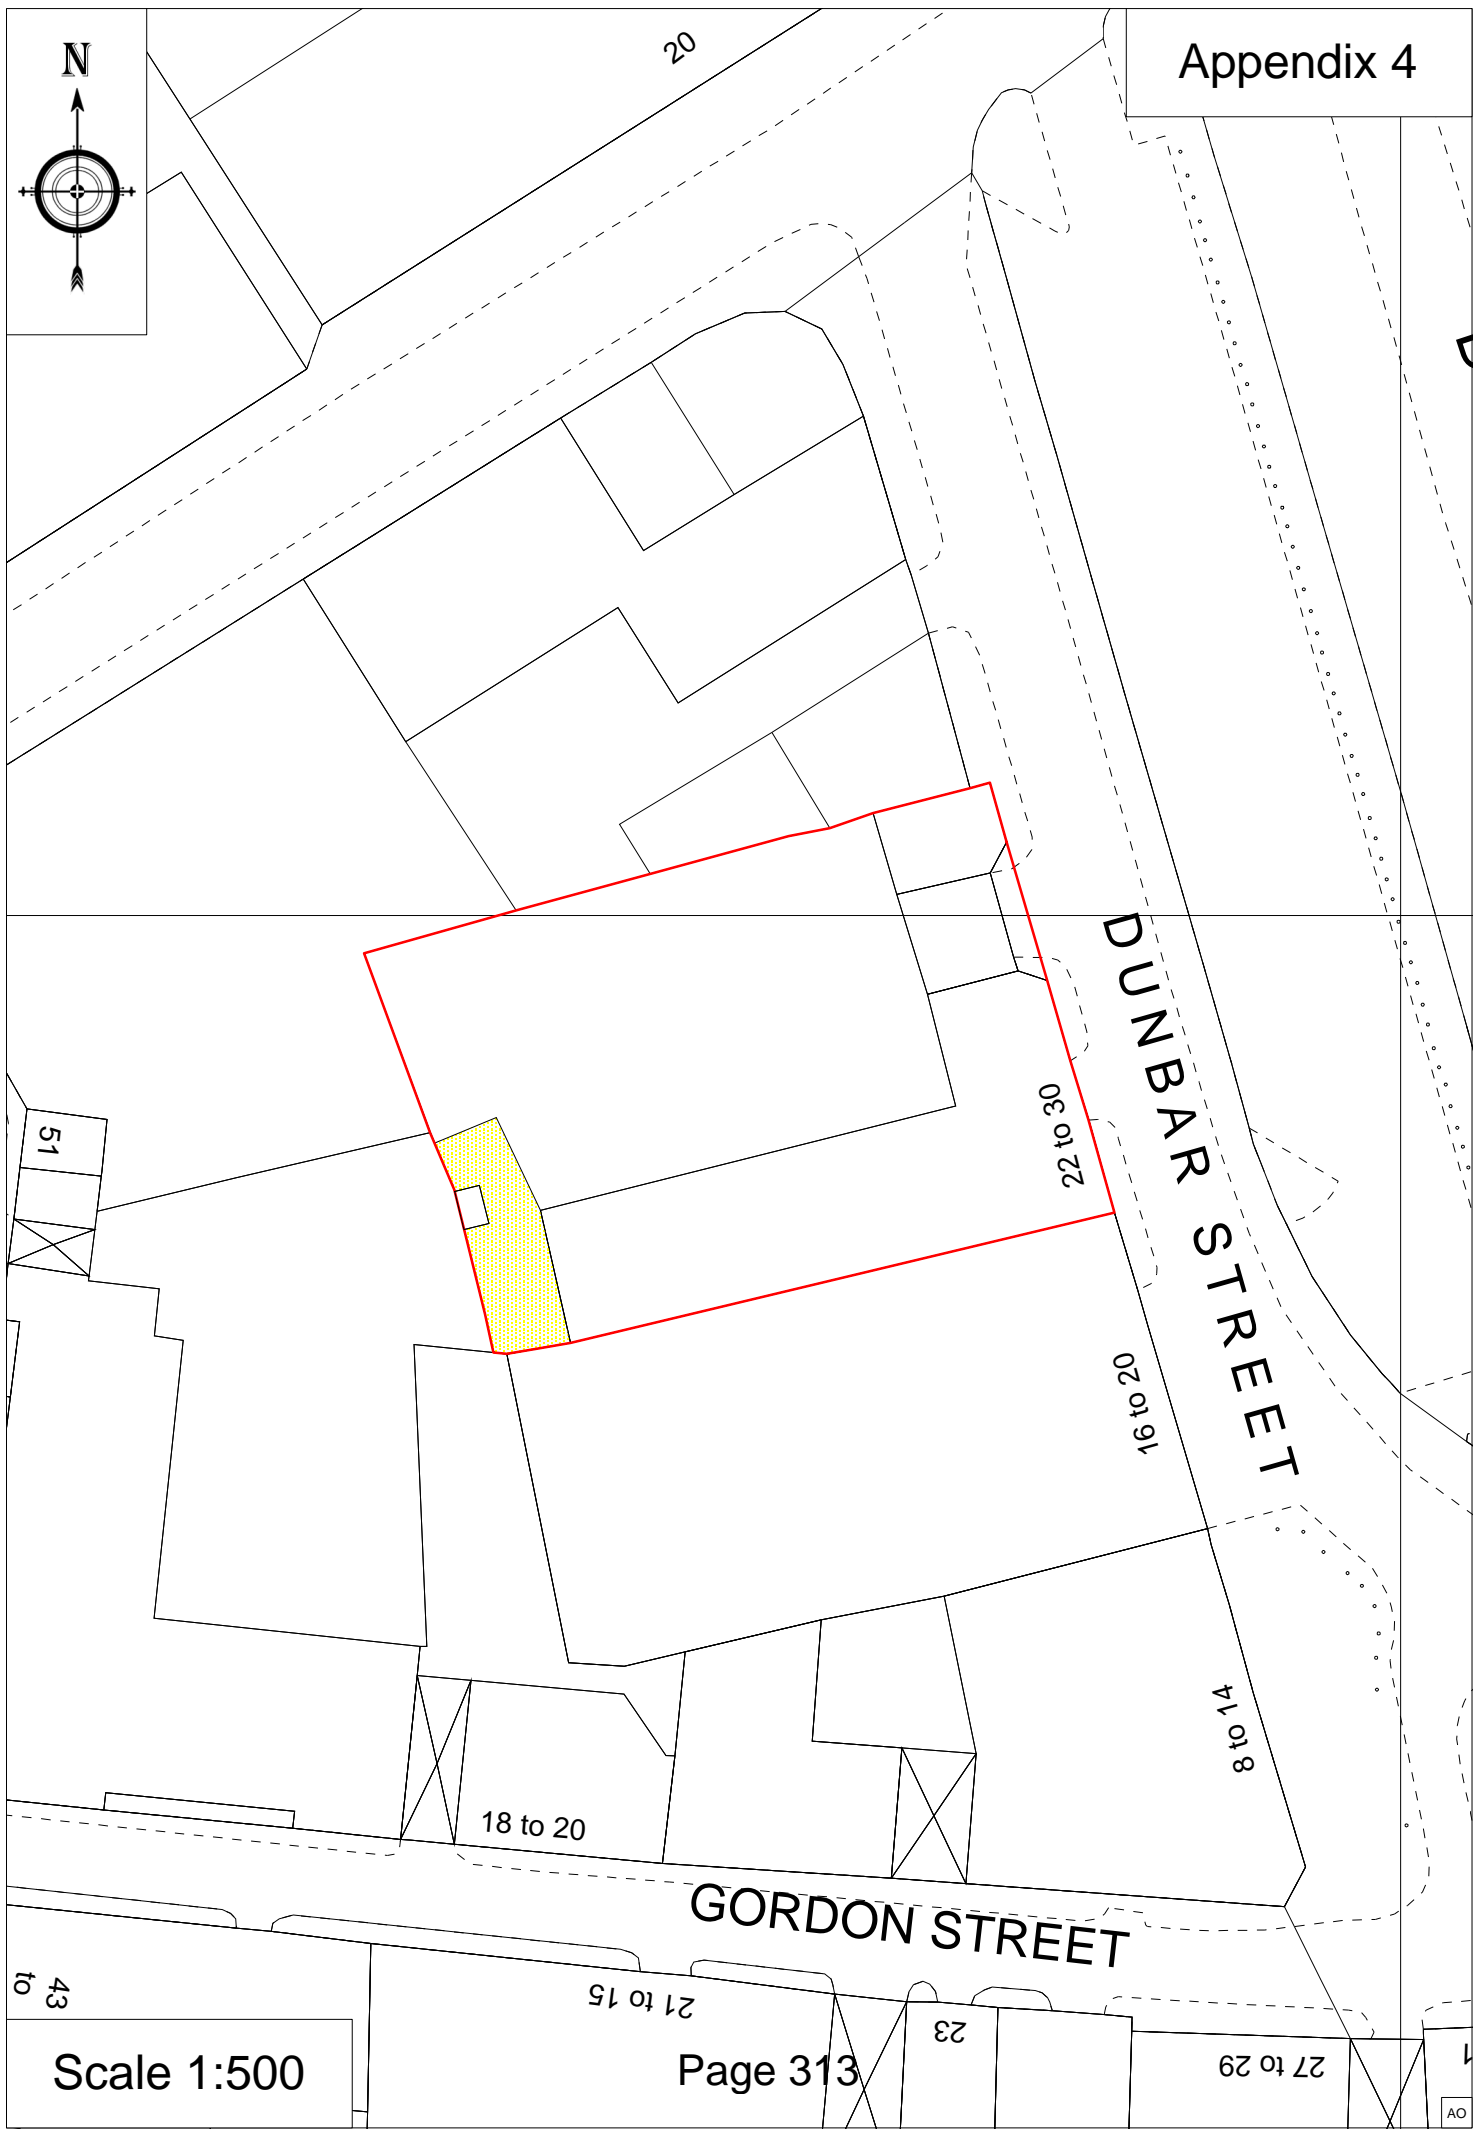 N
20
Appendix 4
51
22 to 30
DUNBAR STREET
16 to 20
8 to 14
18 to 20
GORDON STREET
43
to
21 to 15
23
27 to 29
Scale 1:500
Page 313
AO